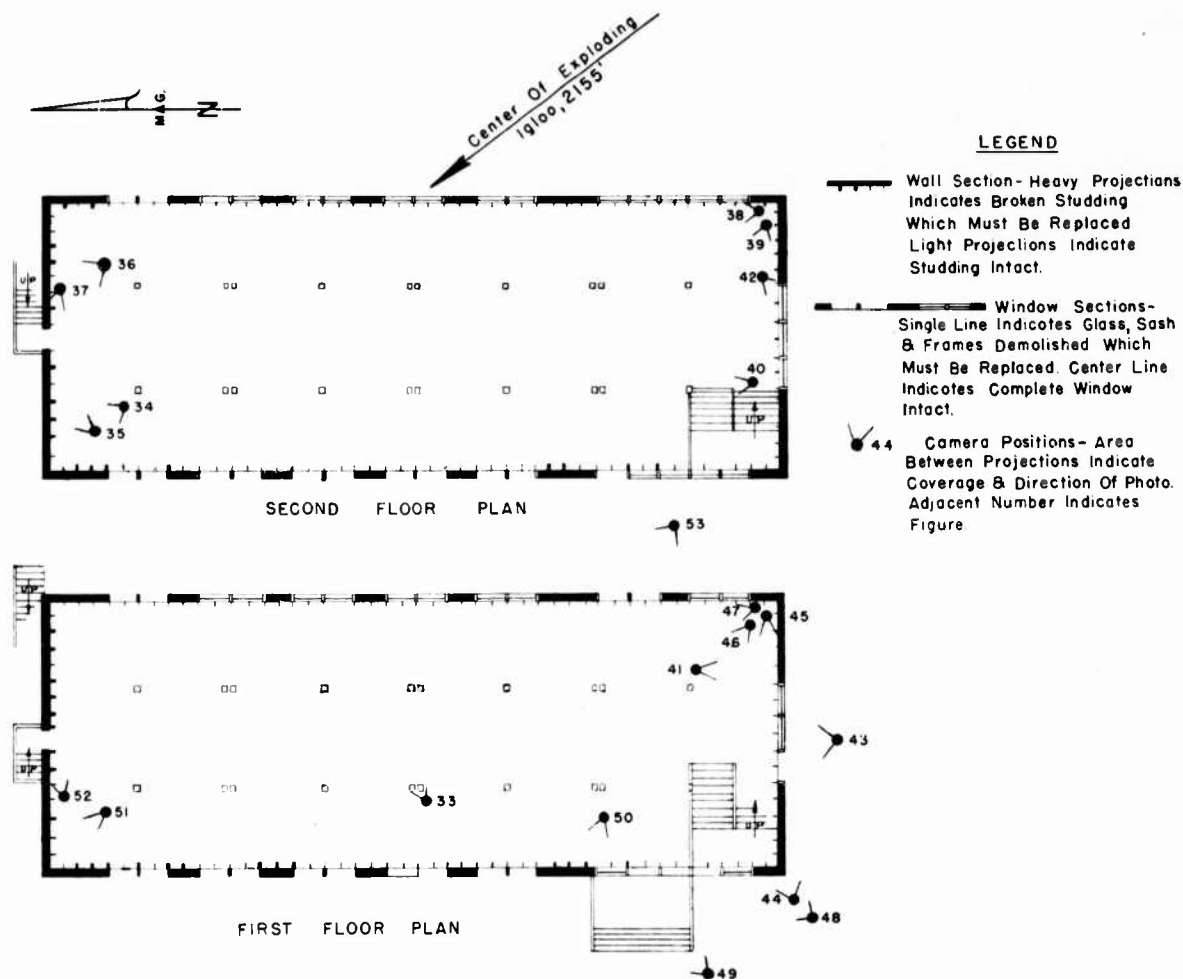 Center Of Exploding
Igloo, 2155'
MAG.
N
LEGEND
Wall Section- Heavy Projections
Indicates Broken Studding
Which Must Be Replaced
Light Projections Indicate
Studding Intact.
Window Sections-
Single Line Indicates Glass, Sash
& Frames Demolished Which
Must Be Replaced. Center Line
Indicates Complete Window
Intact.
44 Camera Positions- Area
Between Projections Indicate
Coverage & Direction Of Photo.
Adjacent Number Indicates
Figure
38
39
36
42
37
UP
40
34
35
UP
SECOND FLOOR PLAN
53
UP
47
45
46
41
43
UP
52
51
33
50
UP
44
48
FIRST FLOOR PLAN
49